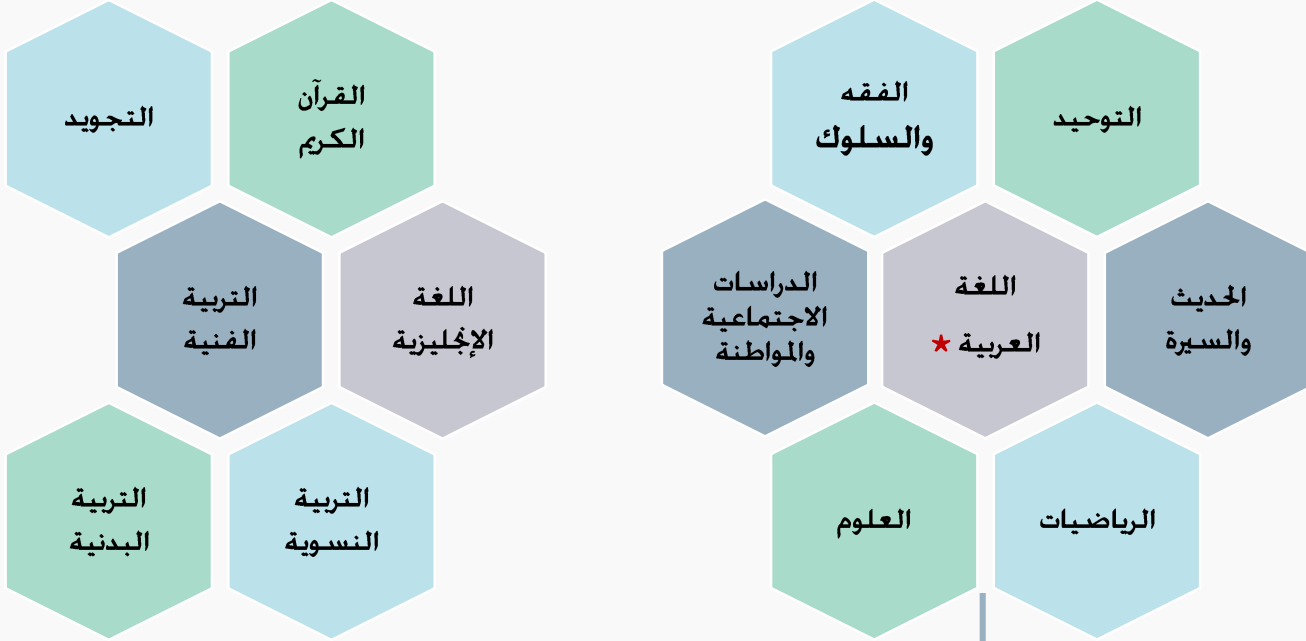 التوحيد
الفقه
والسلوك
الحديث
والسيرة
اللغة
العربية *
الدراسات
الاجتماعية
والمواطنة
الرياضيات
العلوم
القرآن
الكريم
التجويد
اللغة
الإنجليزية
التربية
الفنية
التربية
النسوية
التربية
البدنية